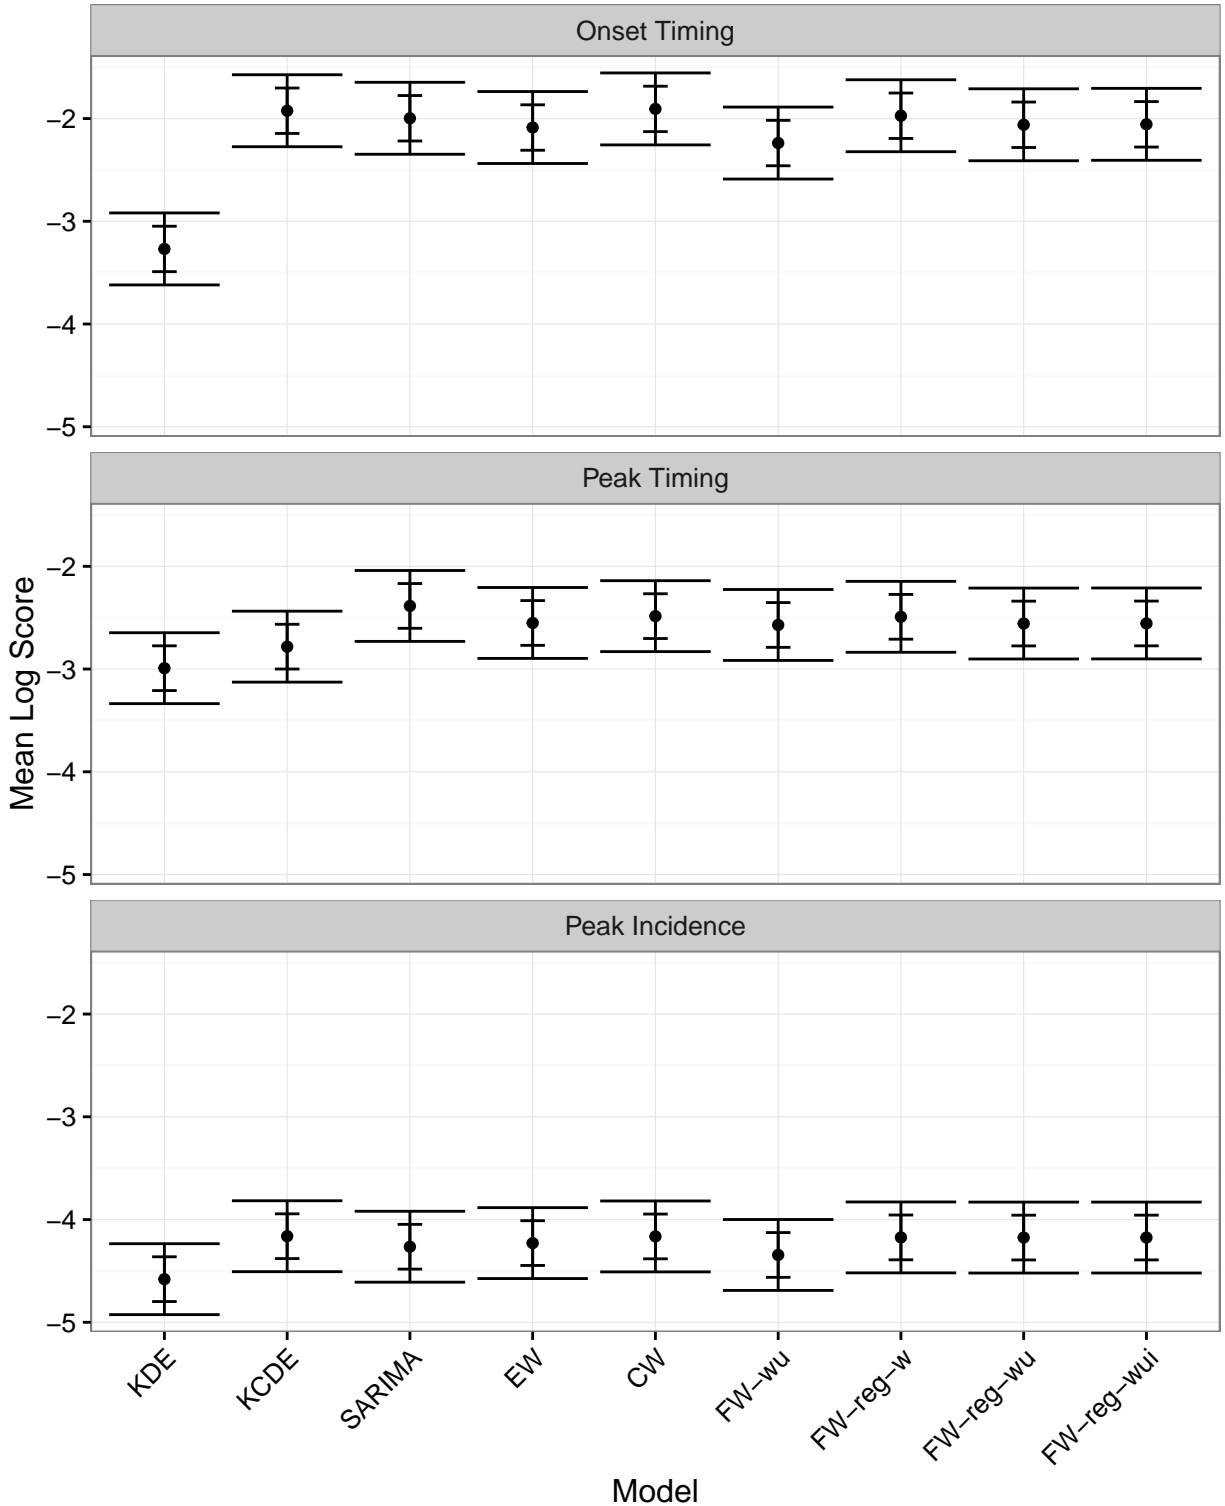 Onset Timing
−2
−3
−4
−5
Peak Timing
−2
−3
−4
−5
Peak Incidence
−2
−3
−4
−5
Mean Log Score
KDE
KCDE
SARIMA
EW
CW
FW−wu
FW−reg−w
FW−reg−wu
FW−reg−wui
Model